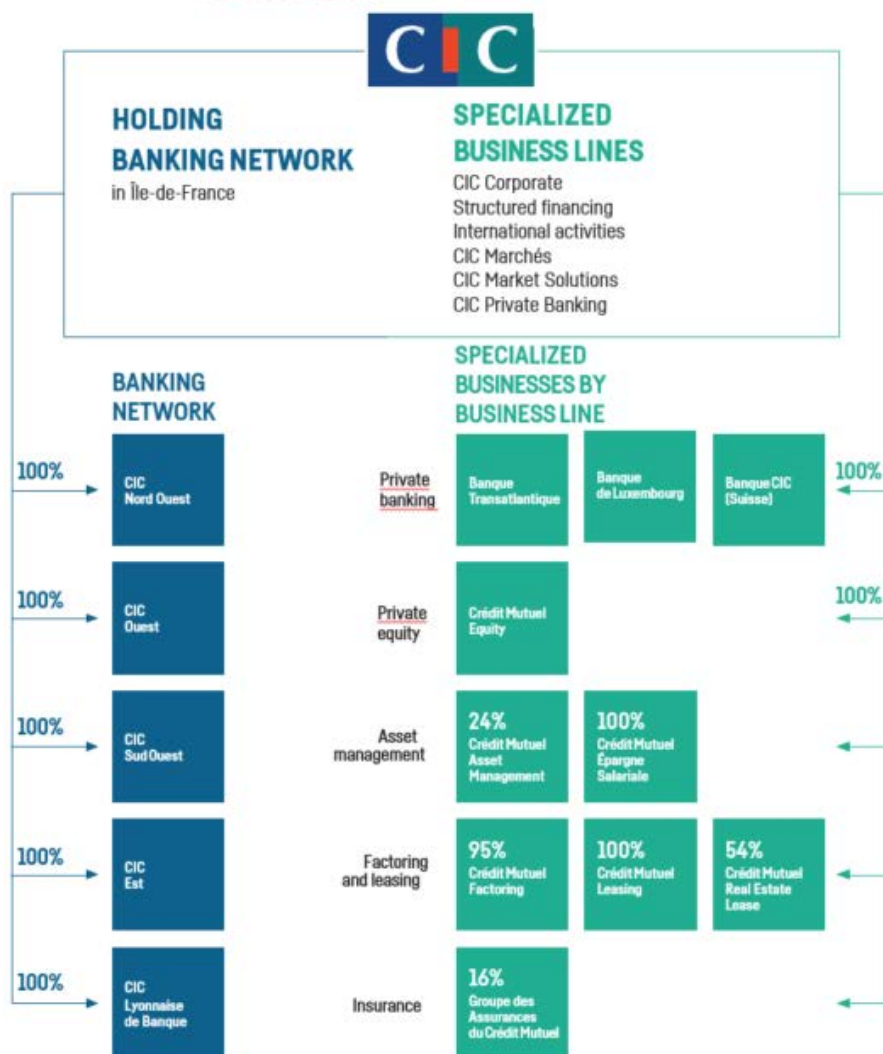 CIC
HOLDING
BANKING NETWORK
in Île-de-France
SPECIALIZED
BUSINESS LINES
CIC Corporate
Structured financing
International activities
CIC Marchés
CIC Market Solutions
CIC Private Banking
BANKING
NETWORK
SPECIALIZED
BUSINESSES BY
BUSINESS LINE
100%
CIC
Nord Ouest
Private
banking
Banque
Transatlantique
Banque
de Luxembourg
Banque CIC
(Suisse)
100%
100%
CIC
Ouest
Private
equity
Crédit Mutuel
Equity
100%
100%
CIC
Sud Ouest
Asset
management
24%
Crédit Mutuel
Asset
Management
100%
Crédit Mutuel
Épargne
Salariale
100%
CIC
Est
Factoring
and leasing
95%
Crédit Mutuel
Factoring
100%
Crédit Mutuel
Leasing
54%
Crédit Mutuel
Real Estate
Lease
100%
CIC
Lyonnaise
de Banque
Insurance
16%
Groupe des
Assurances
du Crédit Mutuel